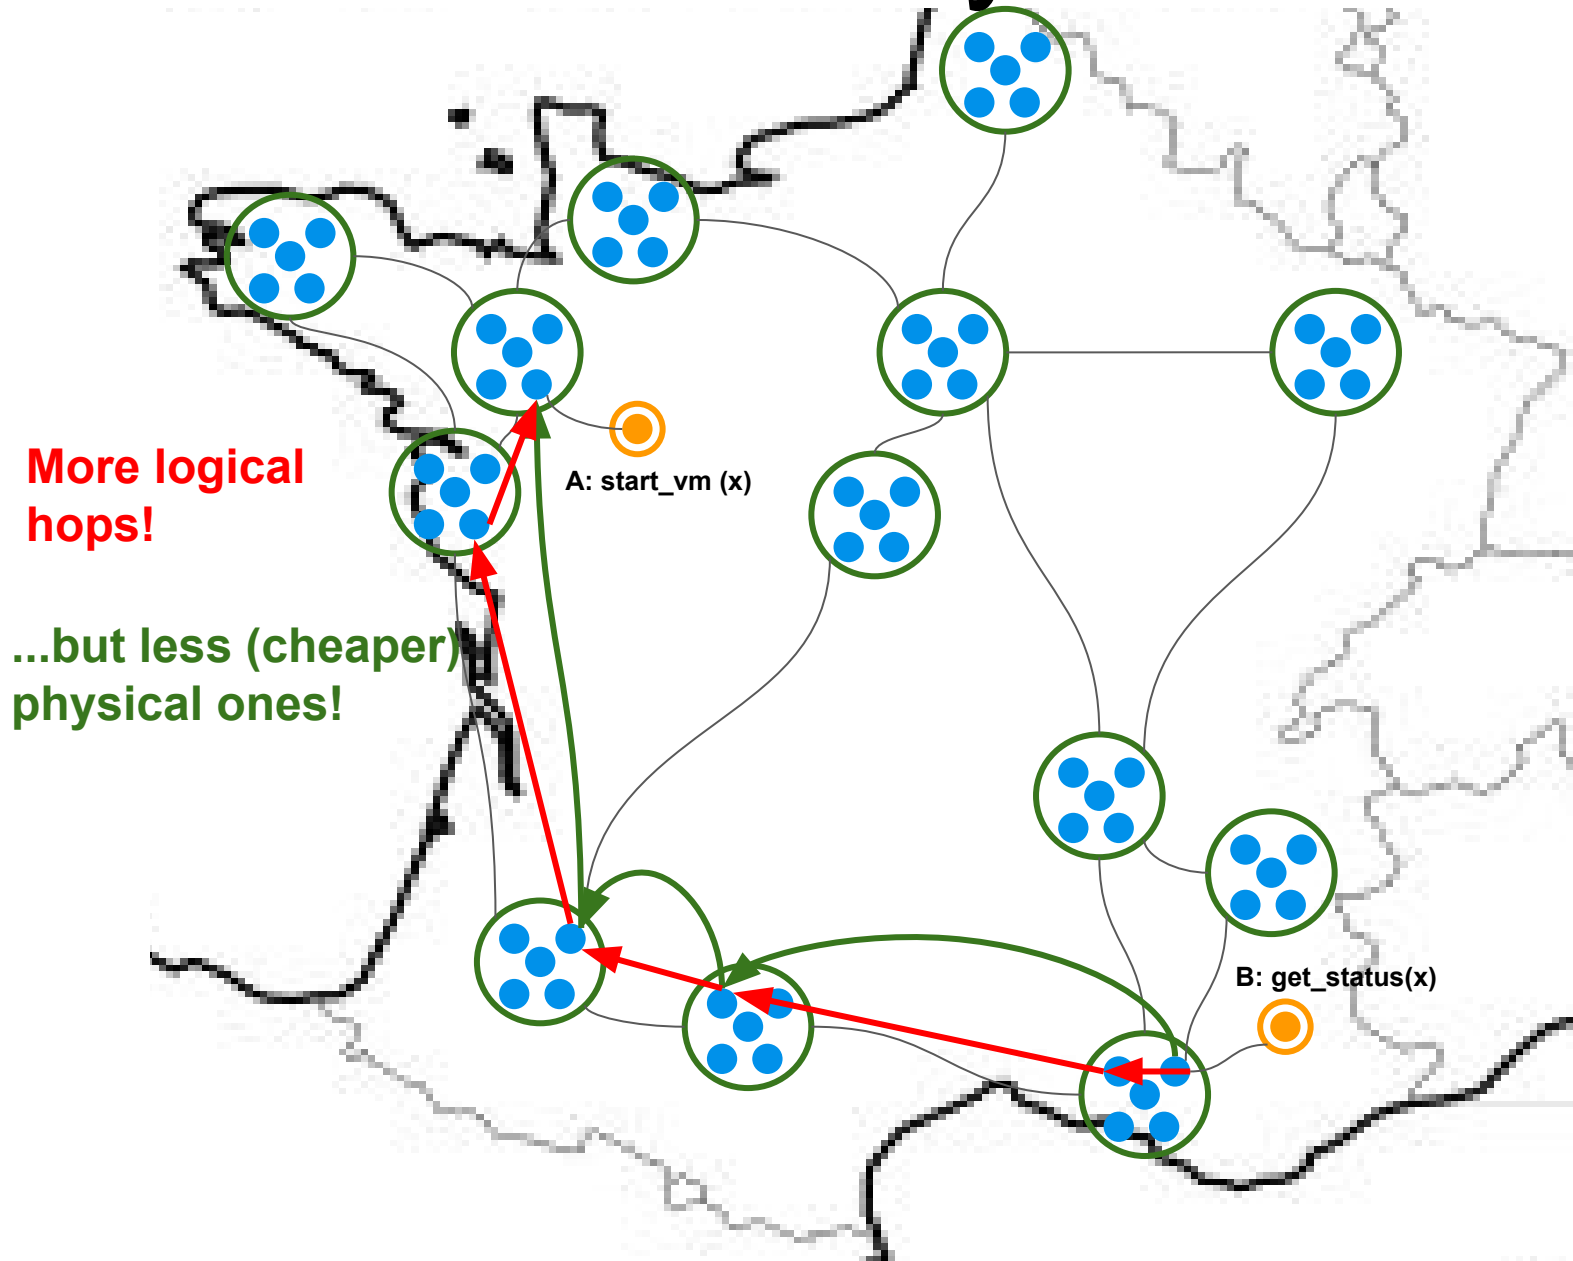 A: start_vm (x)
More logical
hops!
...but less (cheaper)
physical ones!
B: get_status(x)